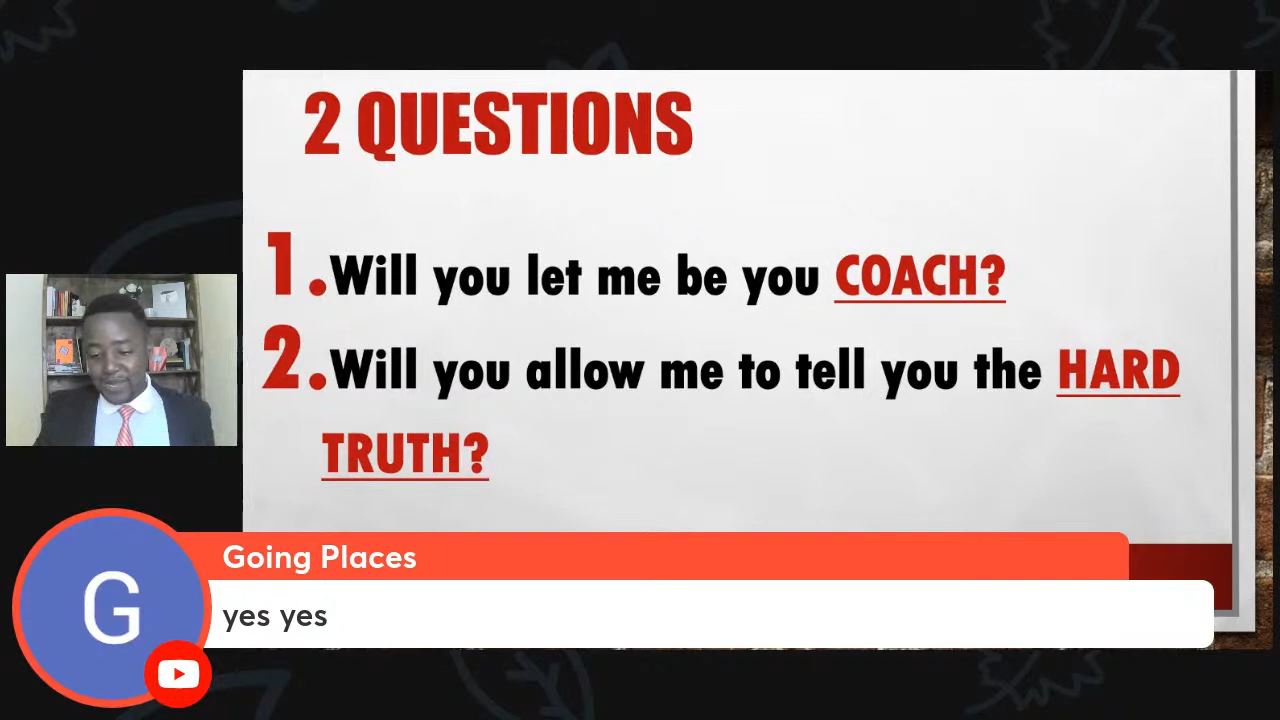 2 QUESTIONS
1.Will you let me be you COACH?
2.Will you allow me to tell you the HARD
TRUTH?
Going Places
yes yes
G